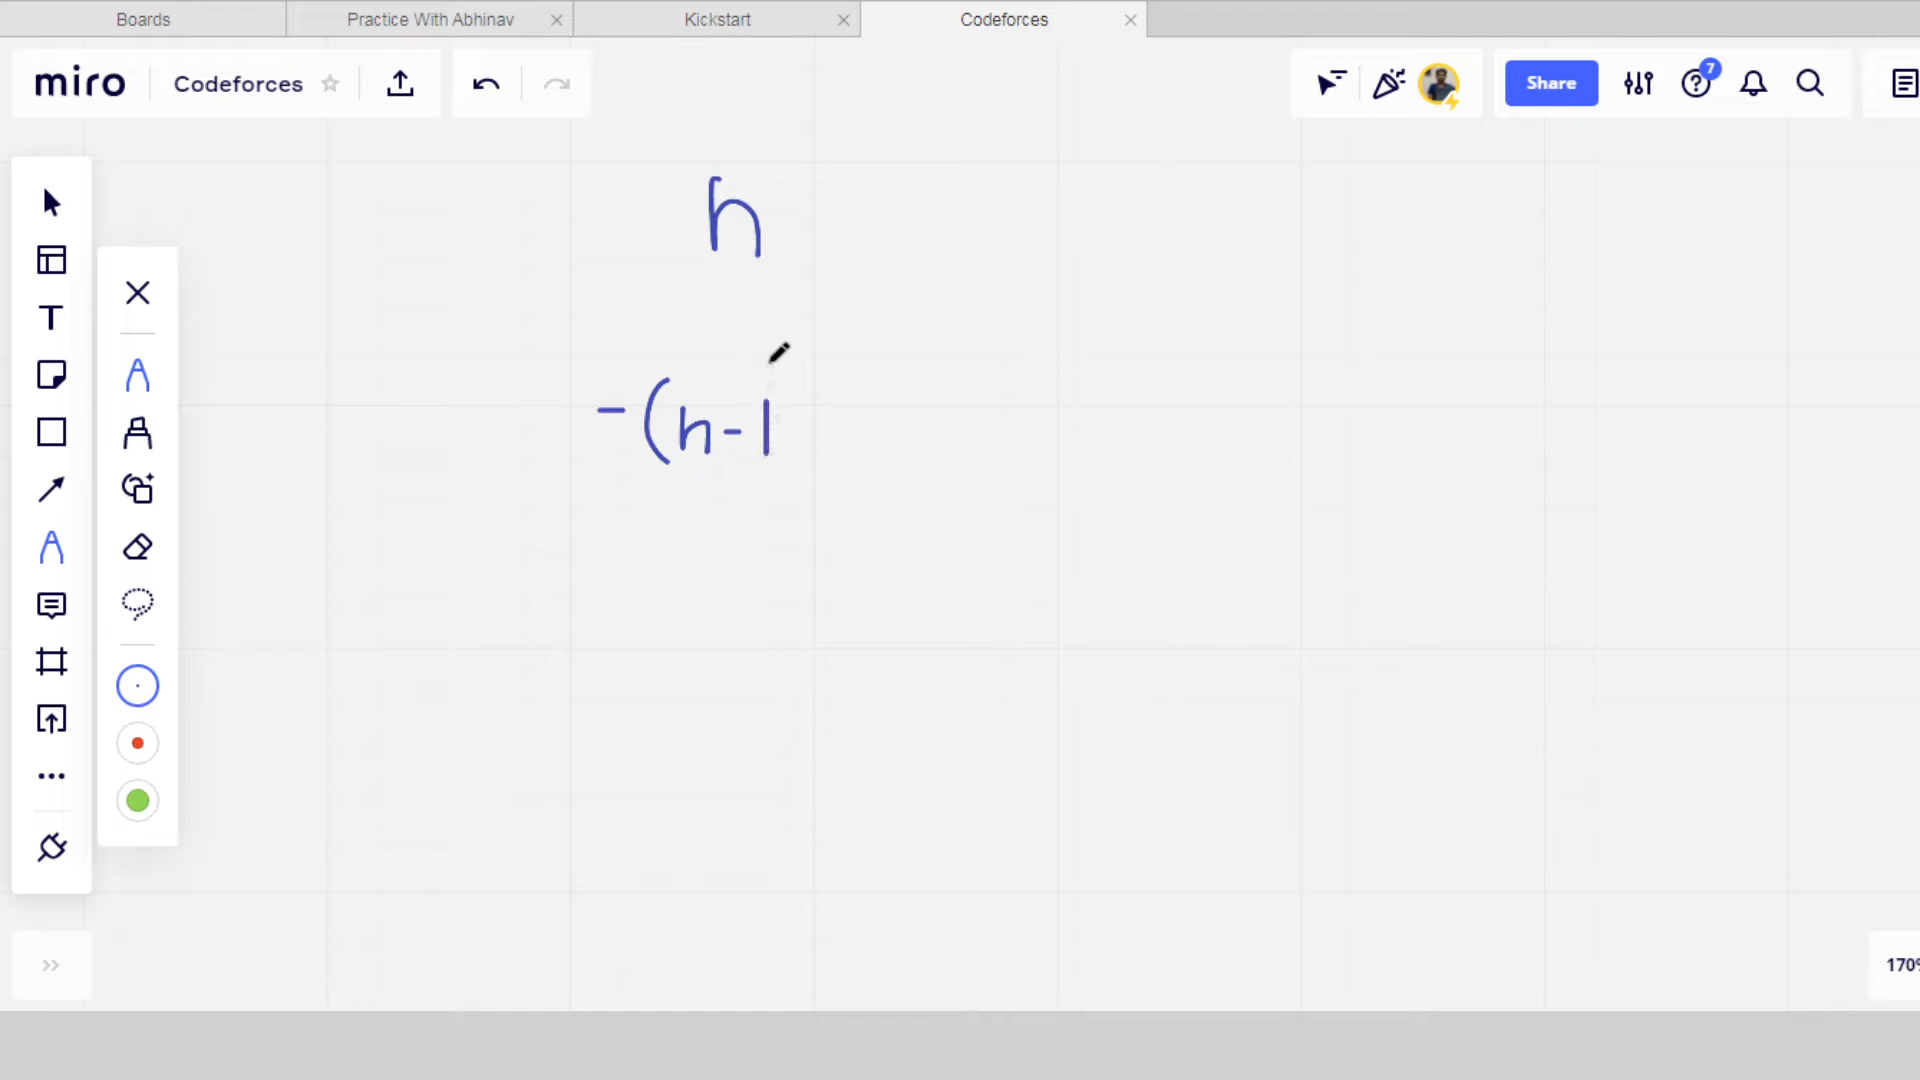 Boards Practice With Abhinav Kickstart Codeforces
miro Codeforces Share 7
n
-(n-1
170%